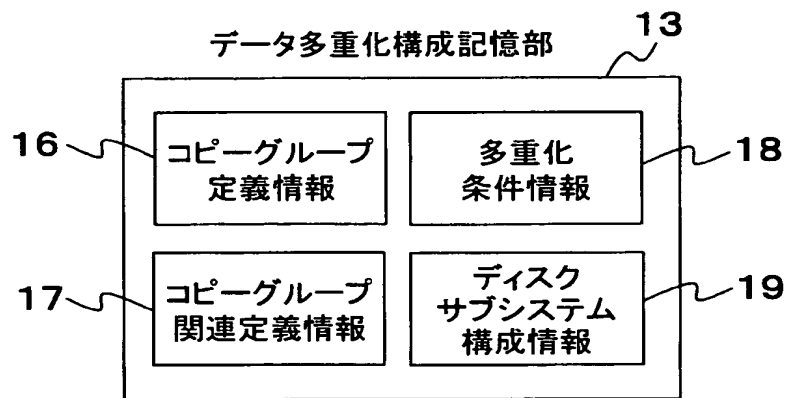 データ多重化構成記憶部
13
16
コピーグループ
定義情報
多重化
条件情報
18
17
コピーグループ
関連定義情報
ディスク
サブシステム
構成情報
19